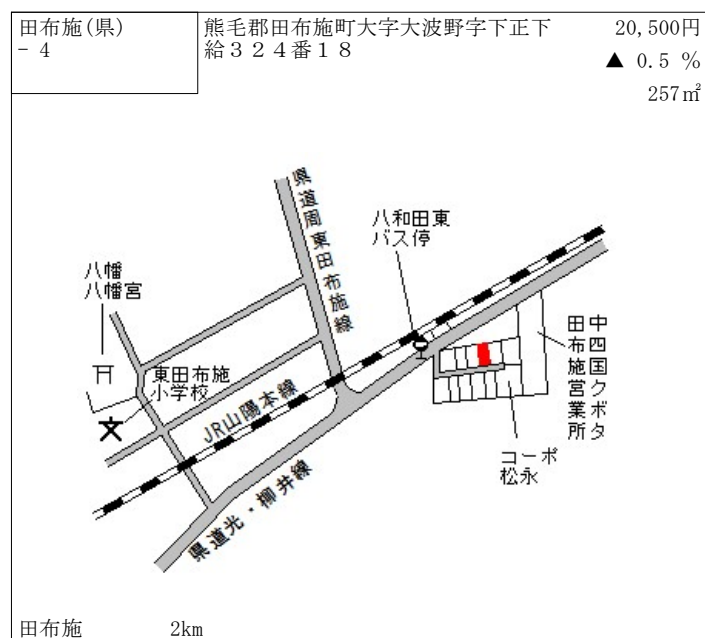 田布施(県)
- 4
熊毛郡田布施町大字大波野字下正下
給３２４番１８
20,500円
▲ 0.5 %
257㎡
県道周東田布施線
八和田東
バス停
八幡
八幡宮
東田布施
小学校
JR山陽本線
中四国クボタ
田布施営業所
コーポ
松永
県道光・柳井線
田布施 2km